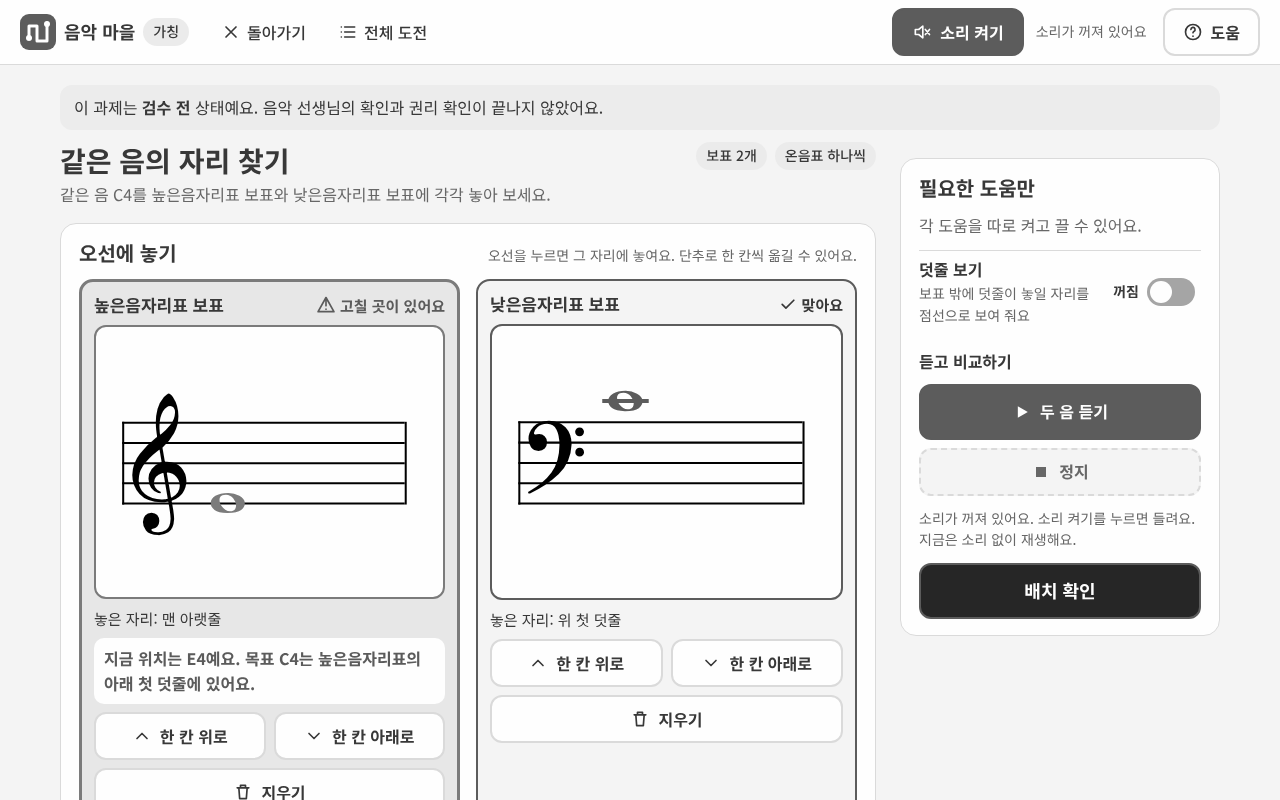 음악 마을 가칭 돌아가기 전체 도전 소리 켜기 소리가 꺼져 있어요 도움
이 과제는 검수 전 상태예요. 음악 선생님의 확인과 권리 확인이 끝나지 않았어요.
같은 음의 자리 찾기 보표 2개 온음표 하나씩
같은 음 C4를 높은음자리표 보표와 낮은음자리표 보표에 각각 놓아 보세요.
오선에 놓기 오선을 누르면 그 자리에 놓여요. 단추로 한 칸씩 옮길 수 있어요.
높은음자리표 보표 고칠 곳이 있어요
놓은 자리: 맨 아랫줄
지금 위치는 E4예요. 목표 C4는 높은음자리표의
아래 첫 덧줄에 있어요.
한 칸 위로 한 칸 아래로
지우기
낮은음자리표 보표 맞아요
놓은 자리: 위 첫 덧줄
한 칸 위로 한 칸 아래로
지우기
필요한 도움만
각 도움을 따로 켜고 끌 수 있어요.
덧줄 보기
보표 밖에 덧줄이 놓일 자리를
점선으로 보여 줘요
꺼짐
듣고 비교하기
두 음 듣기
정지
소리가 꺼져 있어요. 소리 켜기를 누르면 들려요.
지금은 소리 없이 재생해요.
배치 확인